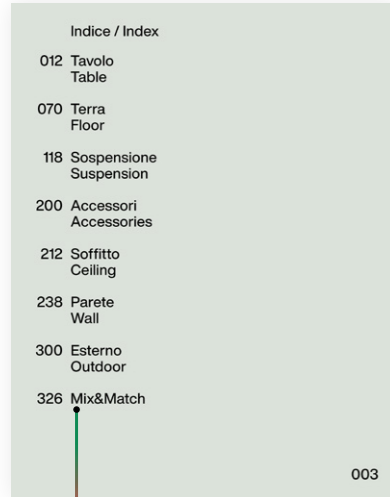 Indice / Index
012 Tavolo
Table
070 Terra
Floor
118 Sospensione
Suspension
200 Accessori
Accessories
212 Soffitto
Ceiling
238 Parete
Wall
300 Esterno
Outdoor
326 Mix&Match
003